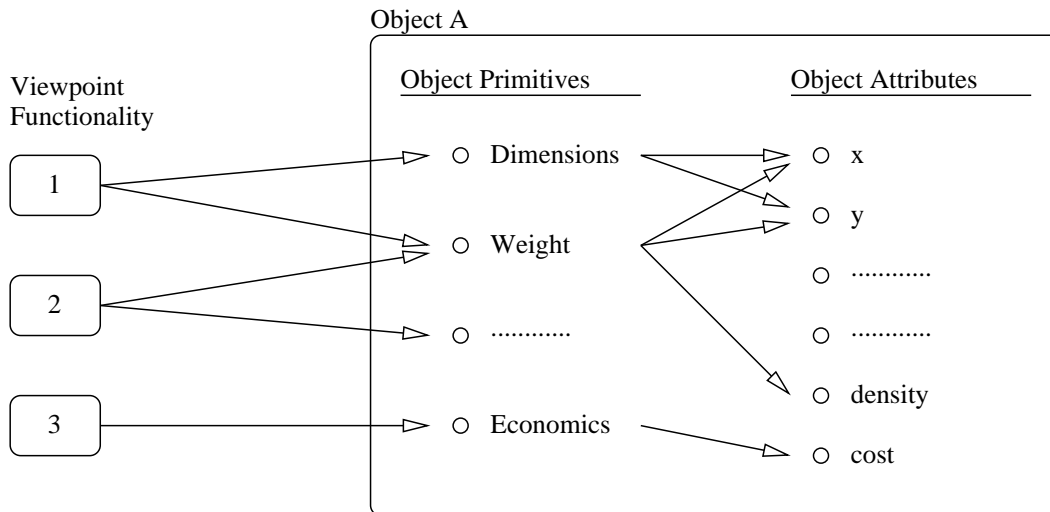 Object A
Viewpoint
Functionality
Object Primitives
Object Attributes
1
Dimensions
x
y
Weight
2
............
............
............
density
3
Economics
cost